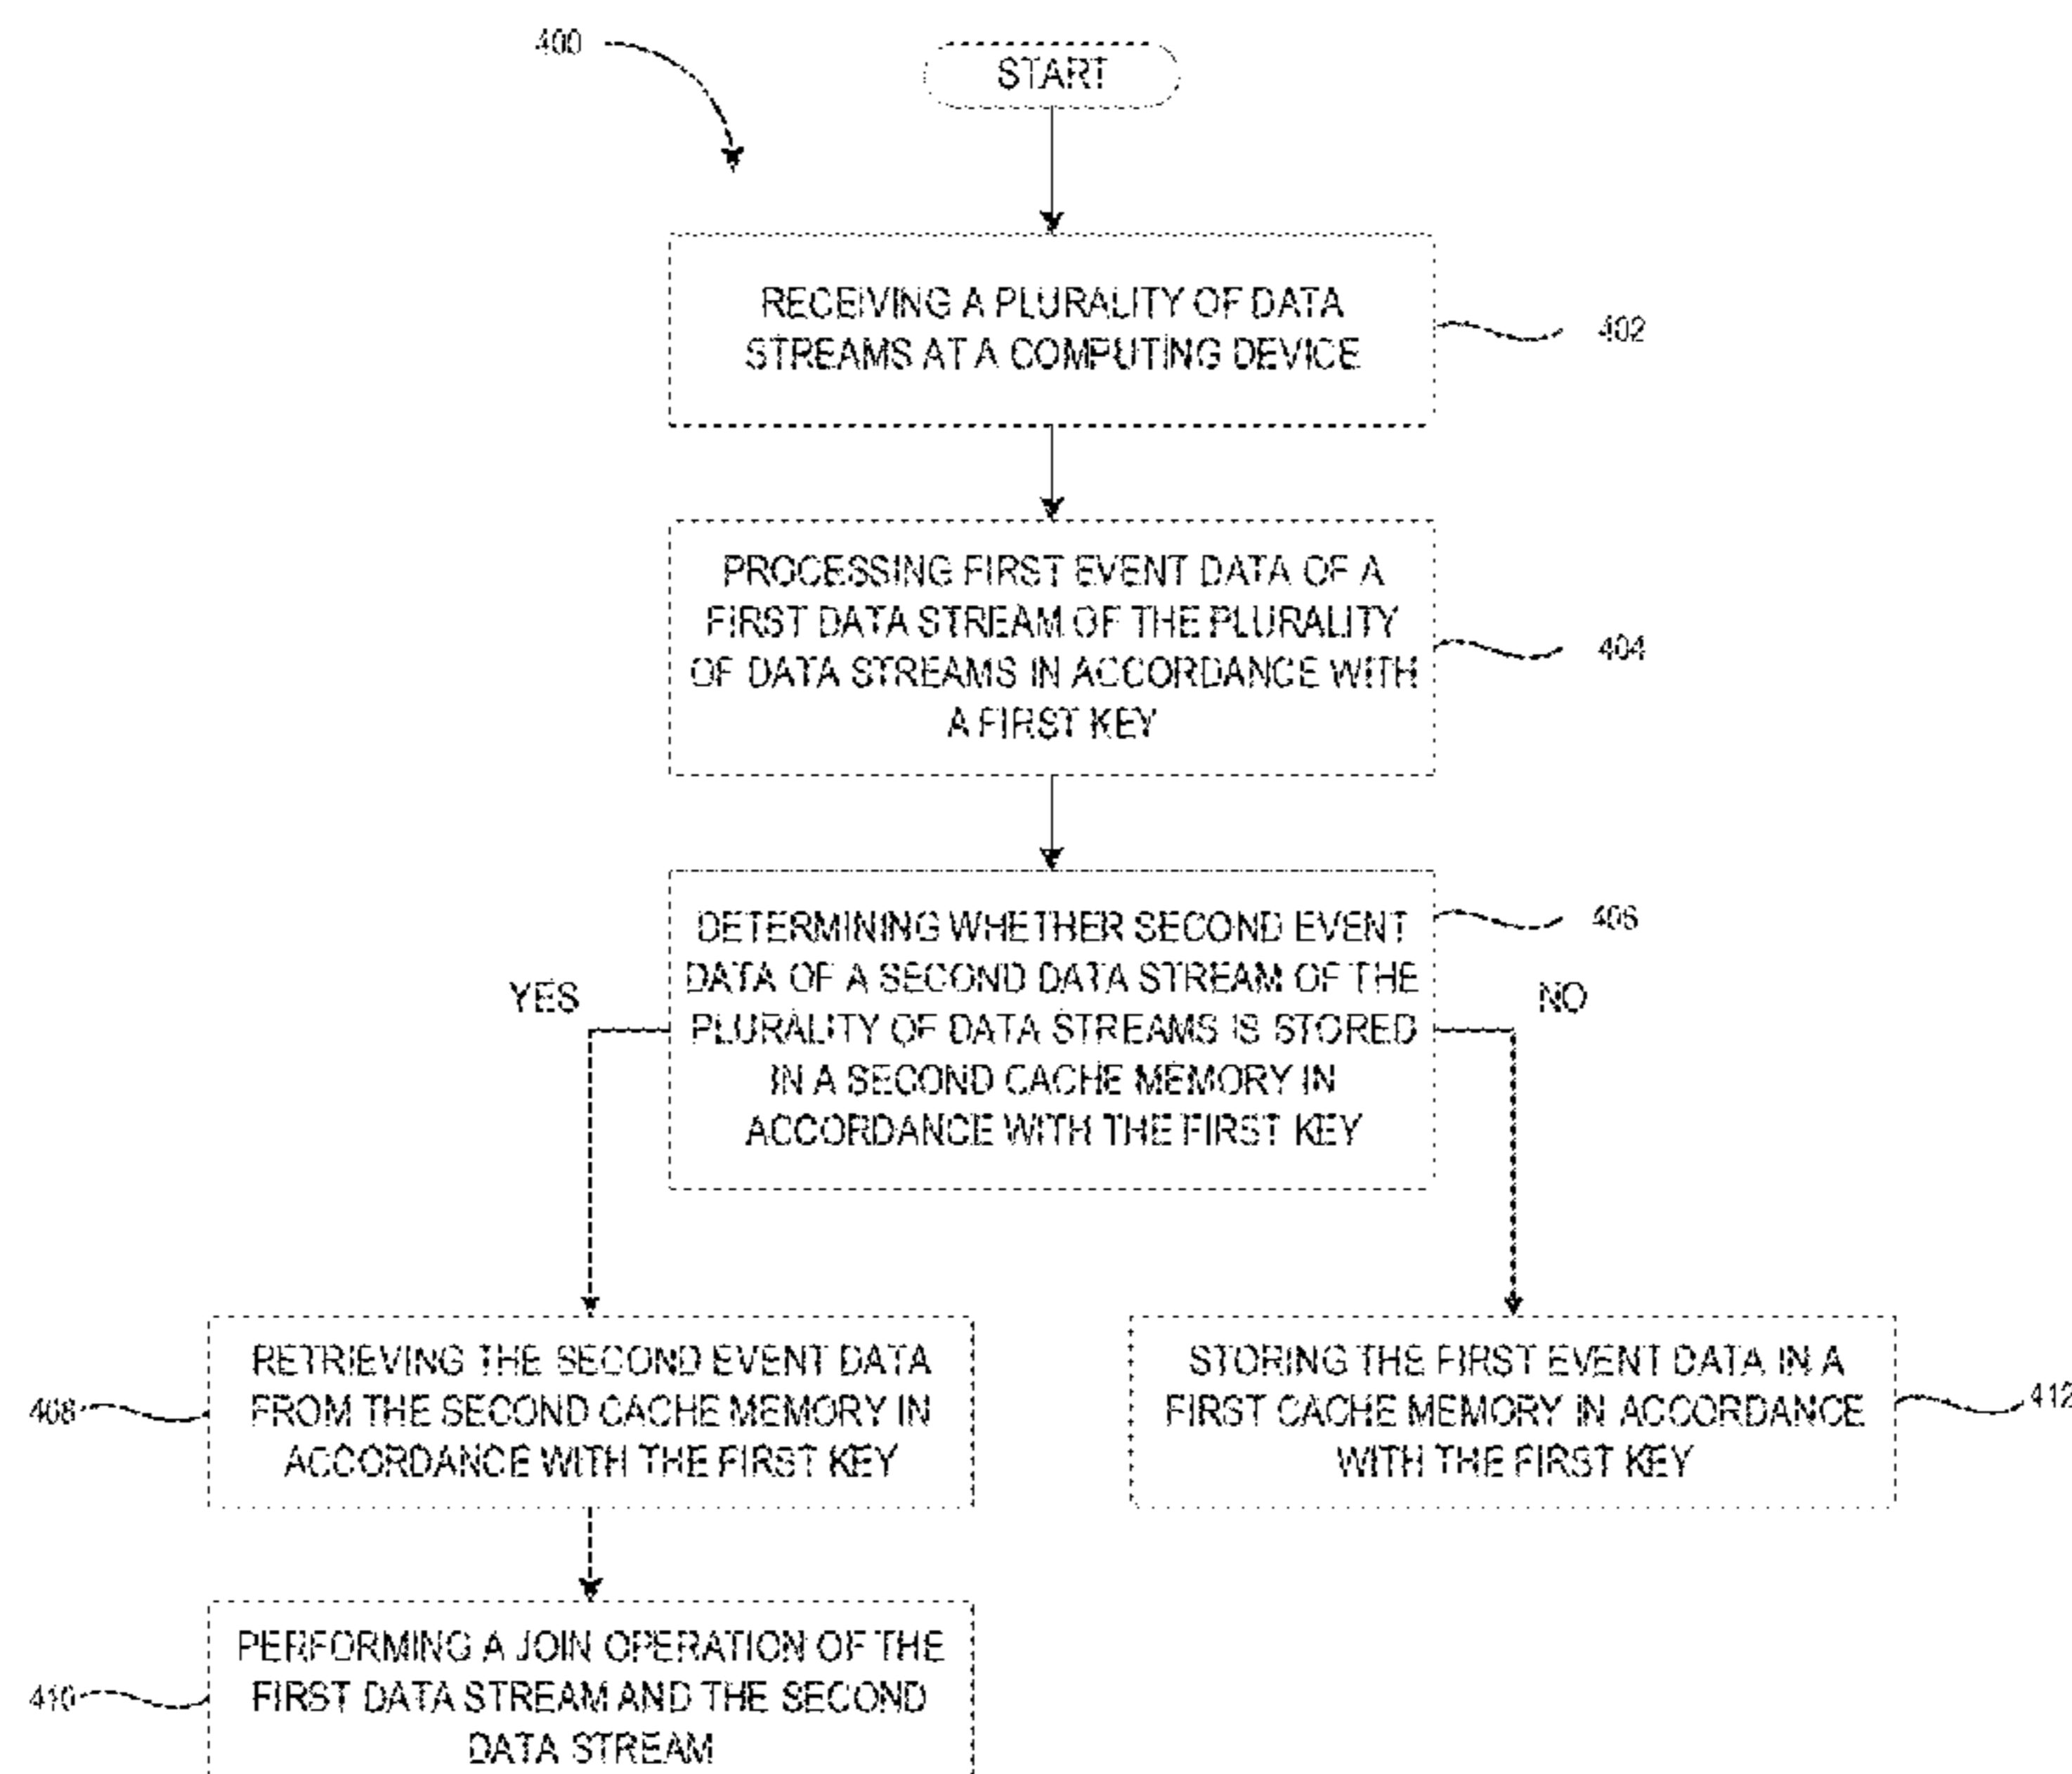 400
START
RECEIVING A PLURALITY OF DATA
STREAMS AT A COMPUTING DEVICE
402
PROCESSING FIRST EVENT DATA OF A
FIRST DATA STREAM OF THE PLURALITY
OF DATA STREAMS IN ACCORDANCE WITH
A FIRST KEY
404
DETERMINING WHETHER SECOND EVENT
DATA OF A SECOND DATA STREAM OF THE
PLURALITY OF DATA STREAMS IS STORED
IN A SECOND CACHE MEMORY IN
ACCORDANCE WITH THE FIRST KEY
406
YES
NO
RETRIEVING THE SECOND EVENT DATA
FROM THE SECOND CACHE MEMORY IN
ACCORDANCE WITH THE FIRST KEY
408
STORING THE FIRST EVENT DATA IN A
FIRST CACHE MEMORY IN ACCORDANCE
WITH THE FIRST KEY
412
PERFORMING A JOIN OPERATION OF THE
FIRST DATA STREAM AND THE SECOND
DATA STREAM
410